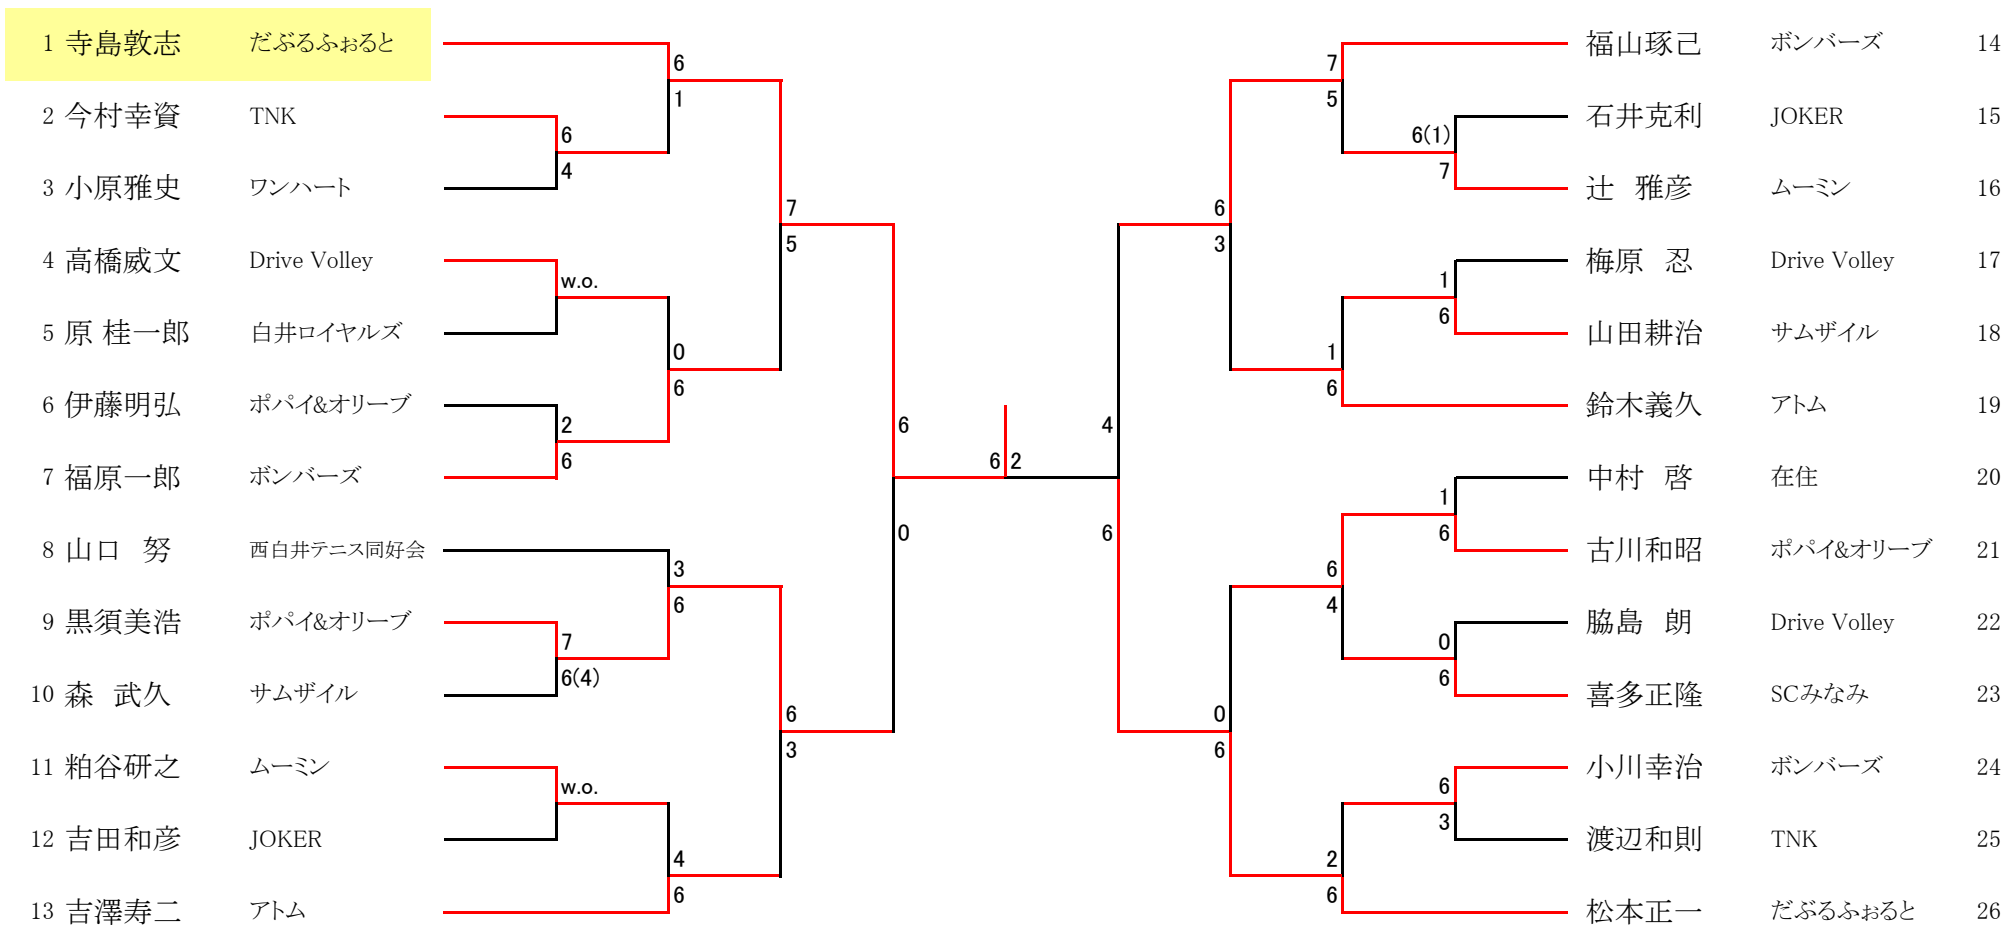 1 寺島敦志 だぶるふぉると
2 今村幸資 TNK
3 小原雅史 ワンハート
4 高橋威文 Drive Volley
5 原 桂一郎 白井ロイヤルズ
6 伊藤明弘 ポパイ&オリーブ
7 福原一郎 ボンバーズ
8 山口 努 西白井テニス同好会
9 黒須美浩 ポパイ&オリーブ
10 森 武久 サムザイル
11 粕谷研之 ムーミン
12 吉田和彦 JOKER
13 吉澤寿二 アトム
6
4
w.o.
2
6
7
6(4)
w.o.
6
1
0
6
3
6
4
6
7
5
6
3
6
0
6 2
4
6
6
3
0
6
7
5
1
6
6
4
2
6
6(1)
7
1
6
1
6
0
6
6
3
福山琢己 ボンバーズ 14
石井克利 JOKER 15
辻 雅彦 ムーミン 16
梅原 忍 Drive Volley 17
山田耕治 サムザイル 18
鈴木義久 アトム 19
中村 啓 在住 20
古川和昭 ポパイ&オリーブ 21
脇島 朗 Drive Volley 22
喜多正隆 SCみなみ 23
小川幸治 ボンバーズ 24
渡辺和則 TNK 25
松本正一 だぶるふぉると 26